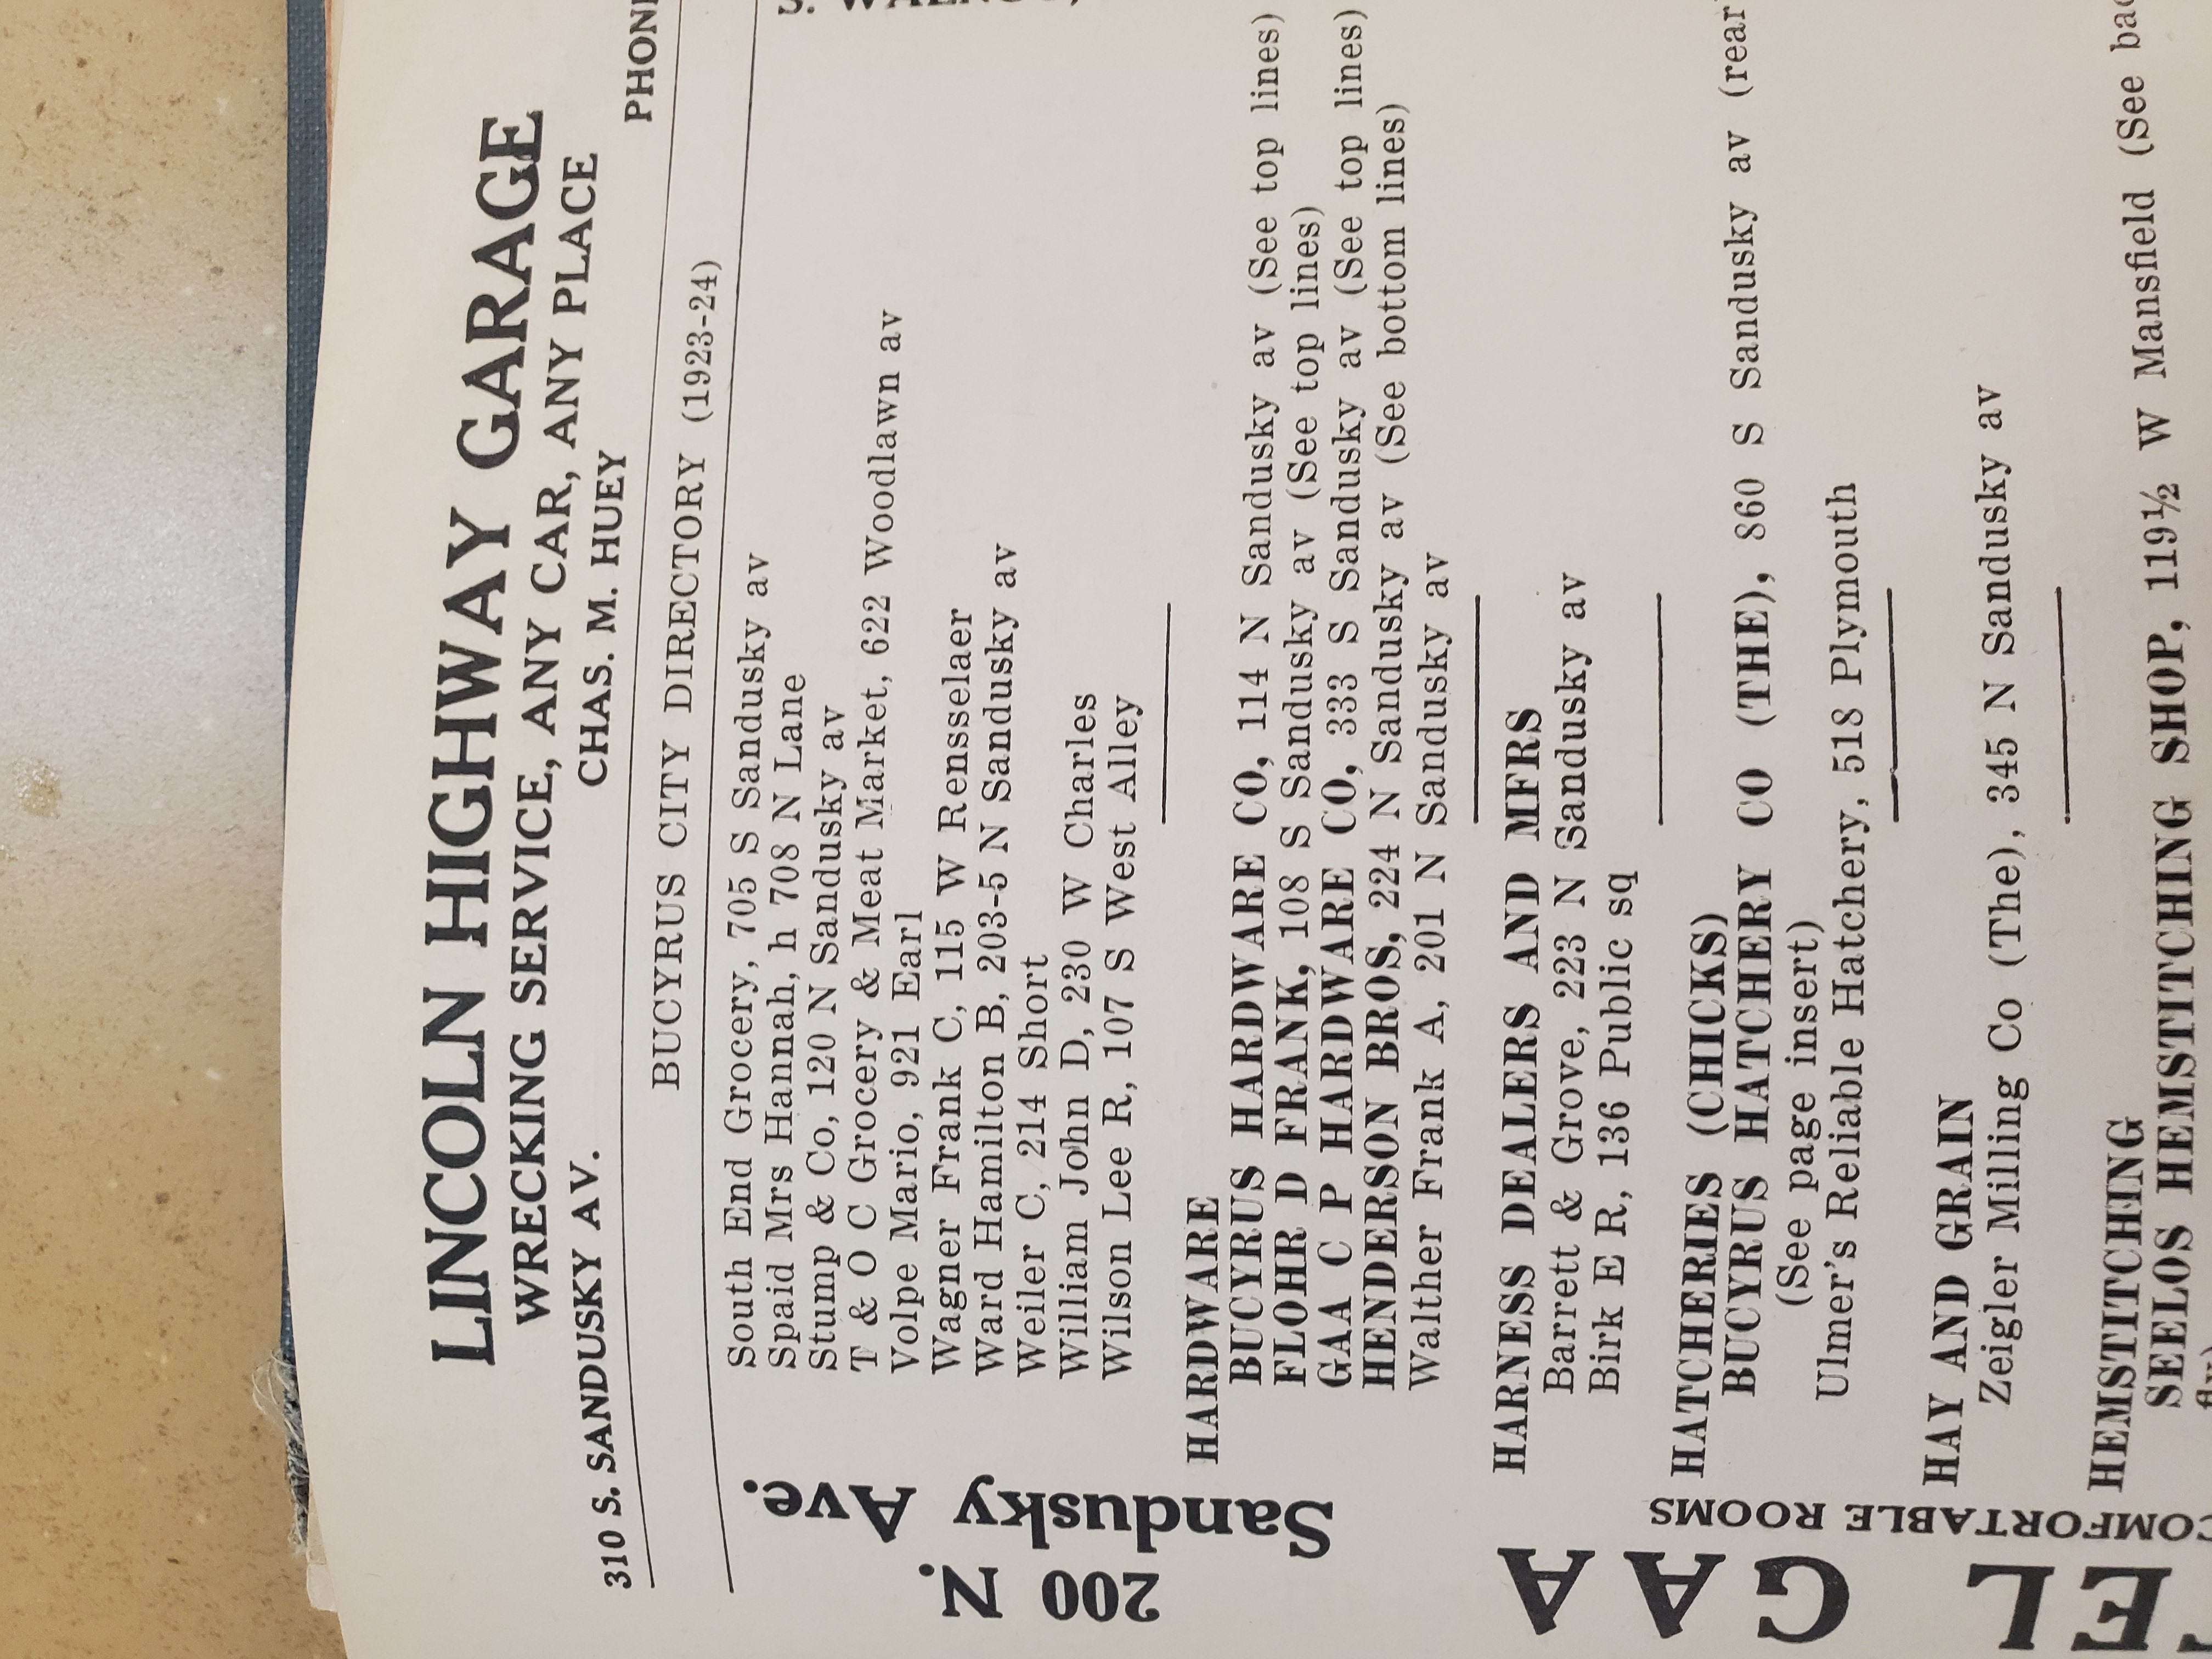 LINCOLN HIGHWAY GARAGE
WRECKING SERVICE, ANY CAR, ANY PLACE
310 S. SANDUSKY AV. CHAS. M. HUEY
BUCYRUS CITY DIRECTORY (1923-24)
South End Grocery, 705 S Sandusky av
Spaid Mrs Hannah, h 708 N Lane
Stump & Co, 120 N Sandusky av
T & O C Grocery & Meat Market, 622 Woodlawn av
Volpe Mario, 921 Earl
Wagner Frank C, 115 W Rensselaer
Ward Hamilton B, 203-5 N Sandusky av
Weiler C, 214 Short
William John D, 230 W Charles
Wilson Lee R, 107 S West Alley
HARDWARE
BUCYRUS HARDWARE CO, 114 N Sandusky av (See top lines)
FLOHR D FRANK, 108 S Sandusky av (See top lines)
GAA C P HARDWARE CO, 333 S Sandusky av (See top lines)
HENDERSON BROS, 224 N Sandusky av (See bottom lines)
Walther Frank A, 201 N Sandusky av
HARNESS DEALERS AND MFRS
Barrett & Grove, 223 N Sandusky av
Birk E R, 136 Public sq
HATCHERIES (CHICKS)
BUCYRUS HATCHERY CO (THE), 860 S Sandusky av (rear
(See page insert)
Ulmer's Reliable Hatchery, 518 Plymouth
HAY AND GRAIN
Zeigler Milling Co (The), 345 N Sandusky av
HEMSTITCHING
SEELOS HEMSTITCHING SHOP, 119½ W Mansfield (See
200 N.
Sandusky Ave.
GAA
ROOMS